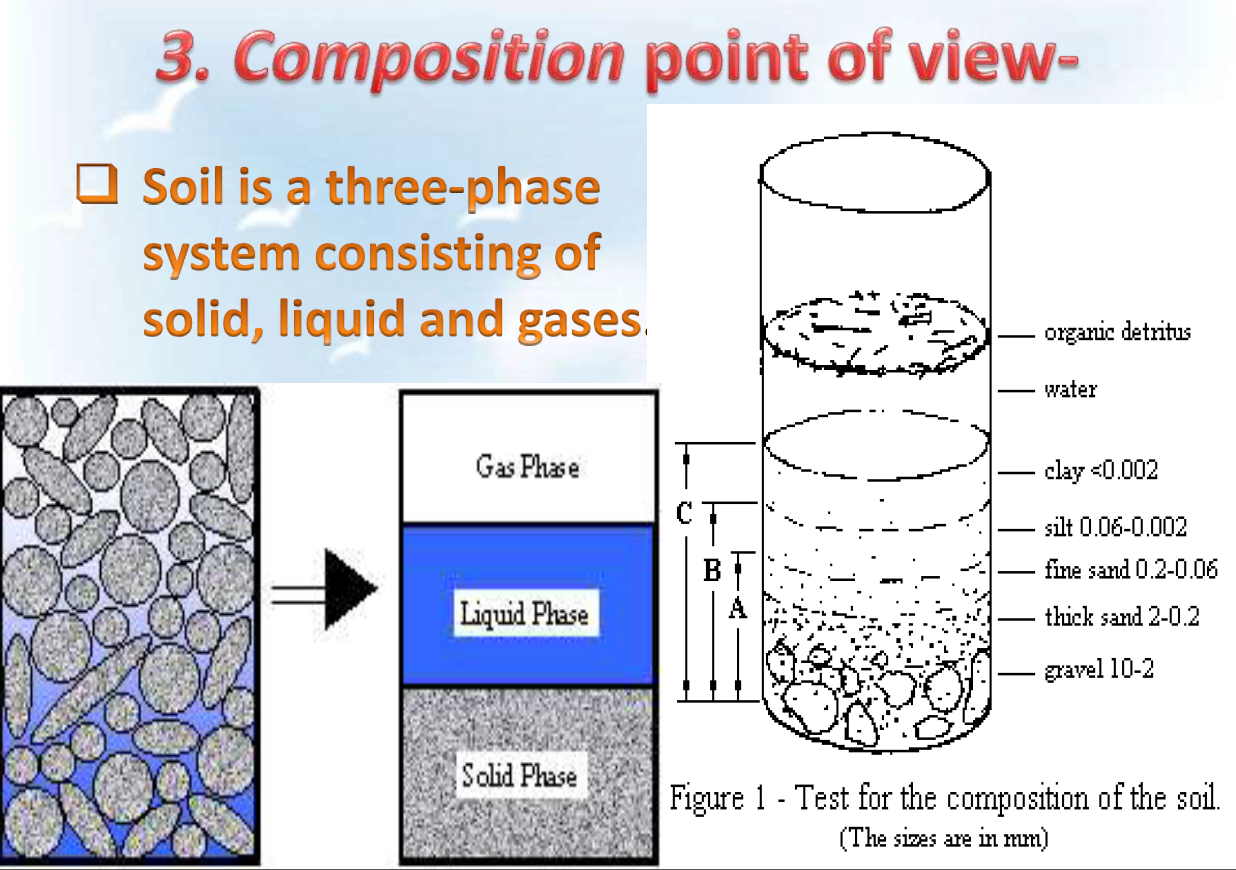 3. Composition point of view-
Soil is a three-phase
system consisting of
solid, liquid and gases.
Gas Phase
Liquid Phase
Solid Phase
organic detritus
water
clay <0.002
silt 0.06-0.002
fine sand 0.2-0.06
thick sand 2-0.2
gravel 10-2
C
B
A
Figure 1 - Test for the composition of the soil.
(The sizes are in mm)